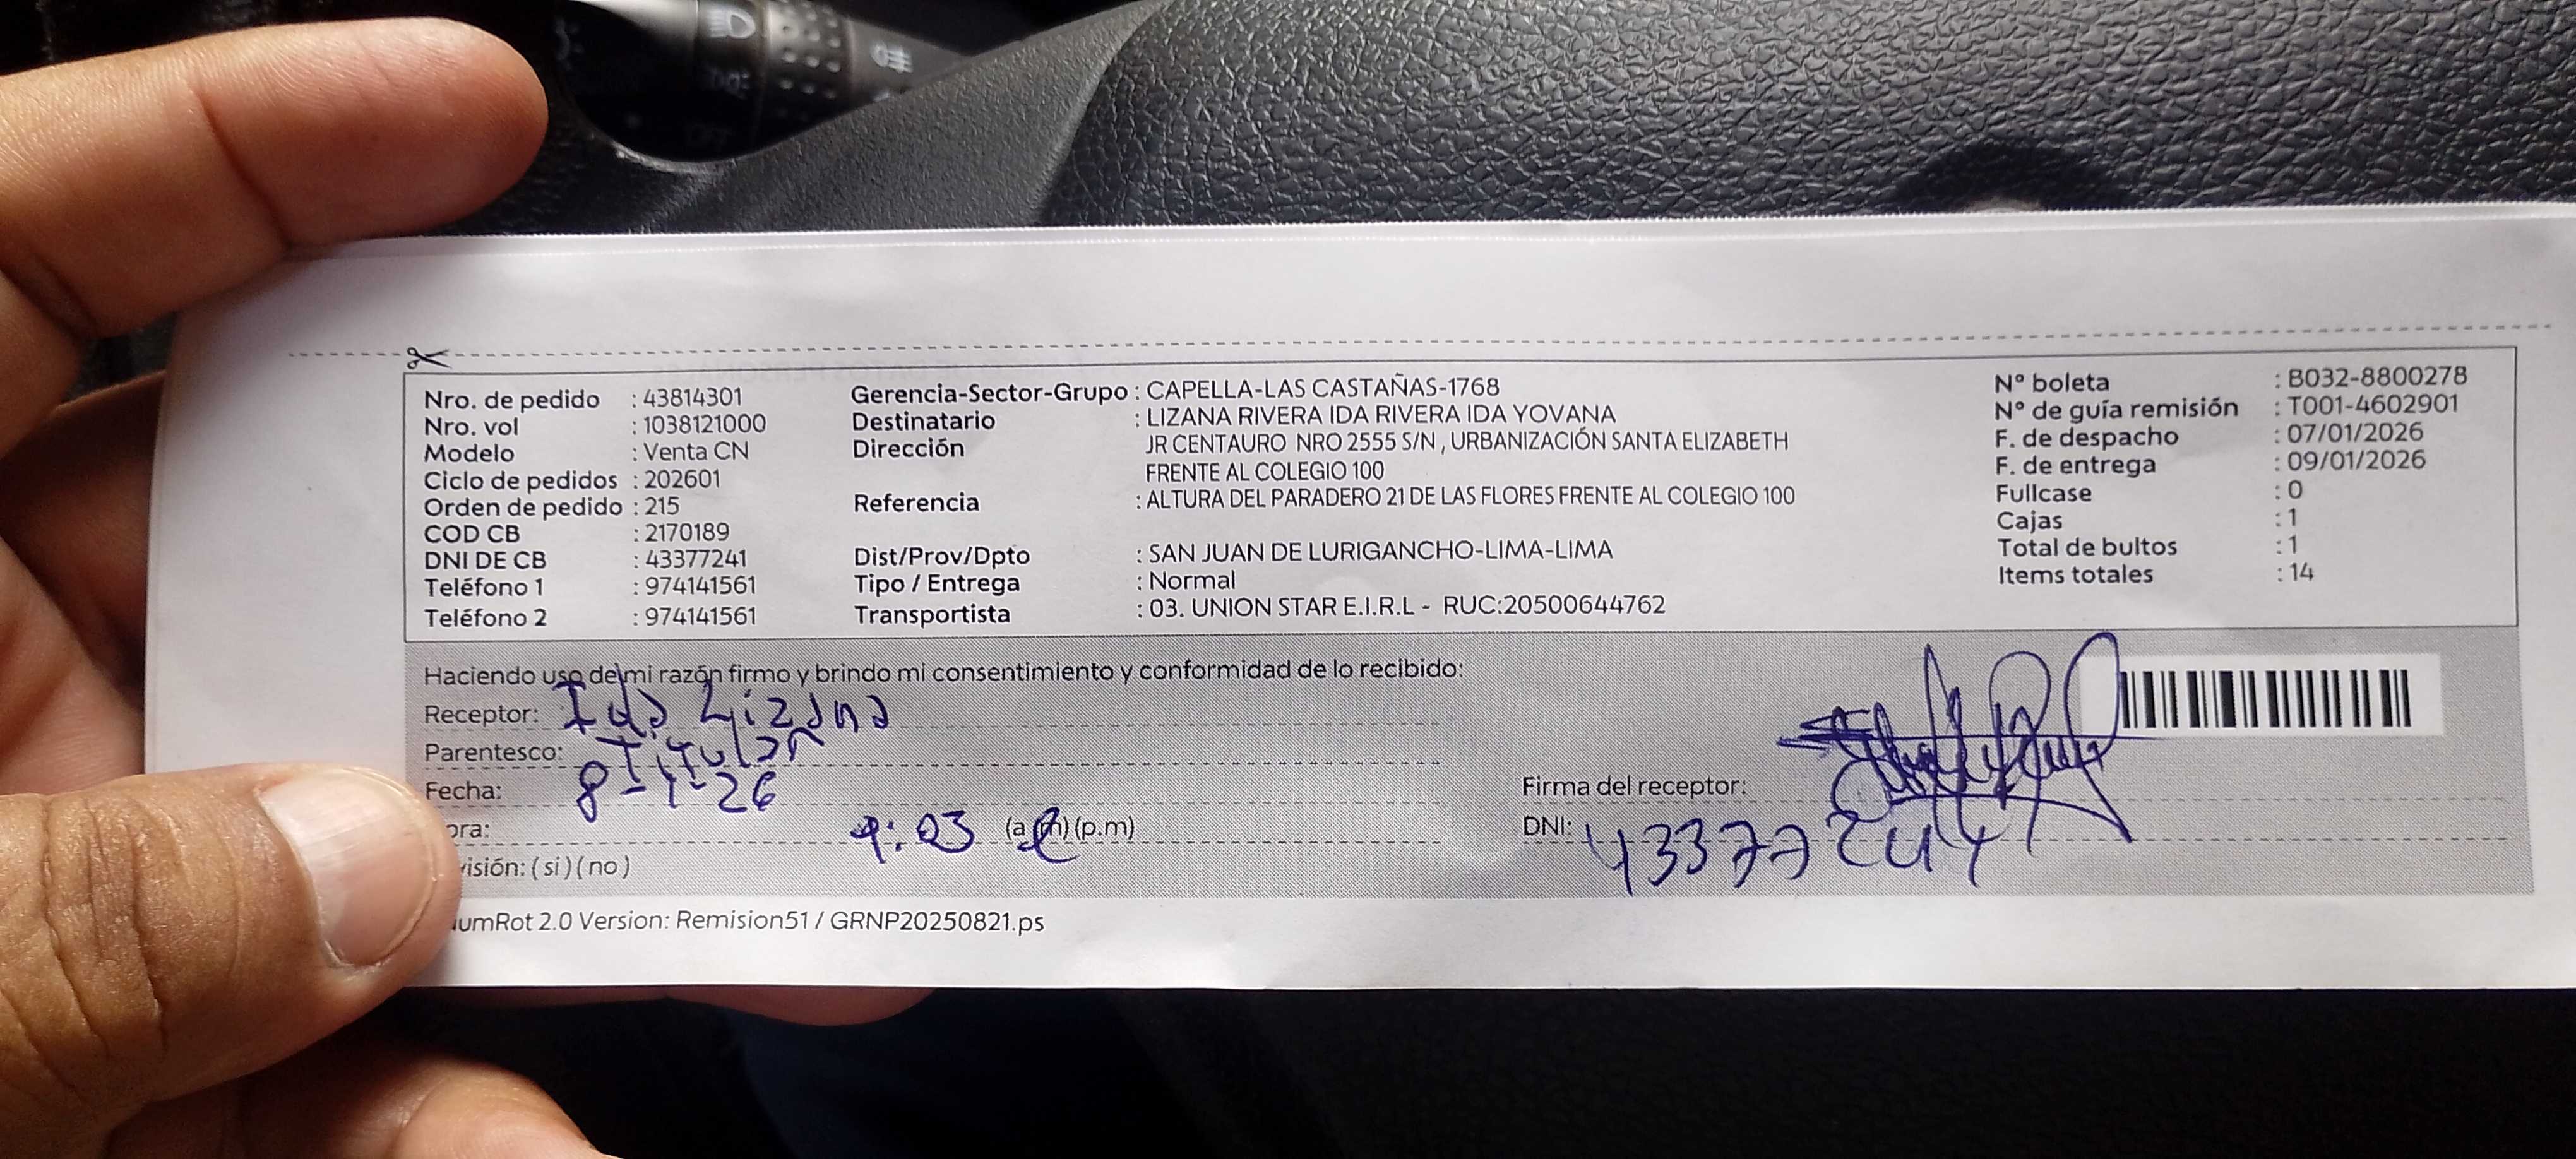 Nro. de pedido : 43814301
Nro. vol : 1038121000
Modelo : Venta CN
Ciclo de pedidos : 202601
Orden de pedido : 215
COD CB : 2170189
DNI DE CB : 43377241
Teléfono 1 : 974141561
Teléfono 2 : 974141561
Gerencia-Sector-Grupo : CAPELLA-LAS CASTAÑAS-1768
Destinatario : LIZANA RIVERA IDA RIVERA IDA YOVANA
Dirección JR CENTAURO NRO 2555 S/N , URBANIZACIÓN SANTA ELIZABETH
FRENTE AL COLEGIO 100
Referencia : ALTURA DEL PARADERO 21 DE LAS FLORES FRENTE AL COLEGIO 100
Dist/Prov/Dpto : SAN JUAN DE LURIGANCHO-LIMA-LIMA
Tipo / Entrega : Normal
Transportista : 03. UNION STAR E.I.R.L - RUC:20500644762
N° boleta : B032-8800278
N° de guía remisión : T001-4602901
F. de despacho : 07/01/2026
F. de entrega : 09/01/2026
Fullcase : 0
Cajas : 1
Total de bultos : 1
Items totales : 14
Haciendo uso de mi razón firmo y brindo mi consentimiento y conformidad de lo recibido:
Receptor: Ida Lizana
Parentesco: Titular
Fecha: 8-1-26
ora: 9:03 (a.m) (p.m)
visión: ( si ) ( no )
Firma del receptor:
DNI: 43377241
umRot 2.0 Version: Remision51 / GRNP20250821.ps